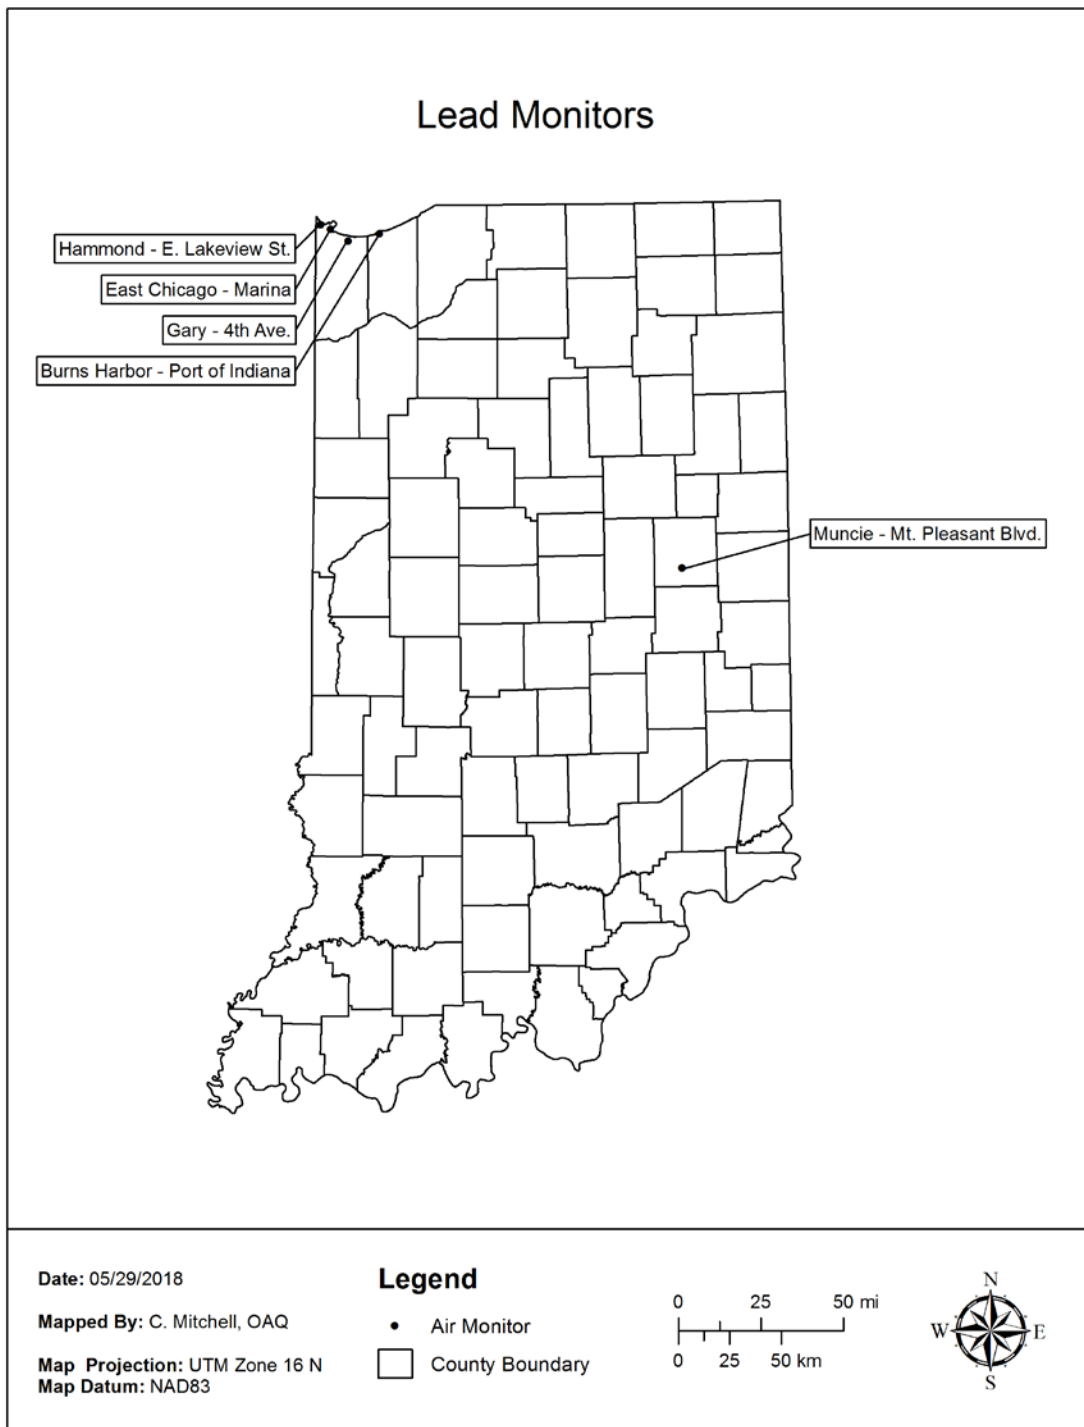 Lead Monitors
Hammond - E. Lakeview St.
East Chicago - Marina
Gary - 4th Ave.
Burns Harbor - Port of Indiana
Muncie - Mt. Pleasant Blvd.
Date: 05/29/2018
Mapped By: C. Mitchell, OAQ
Map Projection: UTM Zone 16 N
Map Datum: NAD83
Legend
Air Monitor
County Boundary
0 25 50 mi
0 25 50 km
N
W E
S